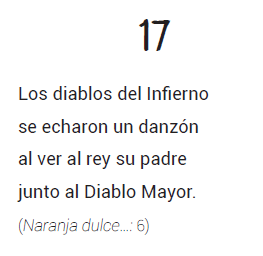 17
Los diablos del Infierno
se echaron un danzón
al ver al rey su padre
junto al Diablo Mayor.
(Naranja dulce...: 6)